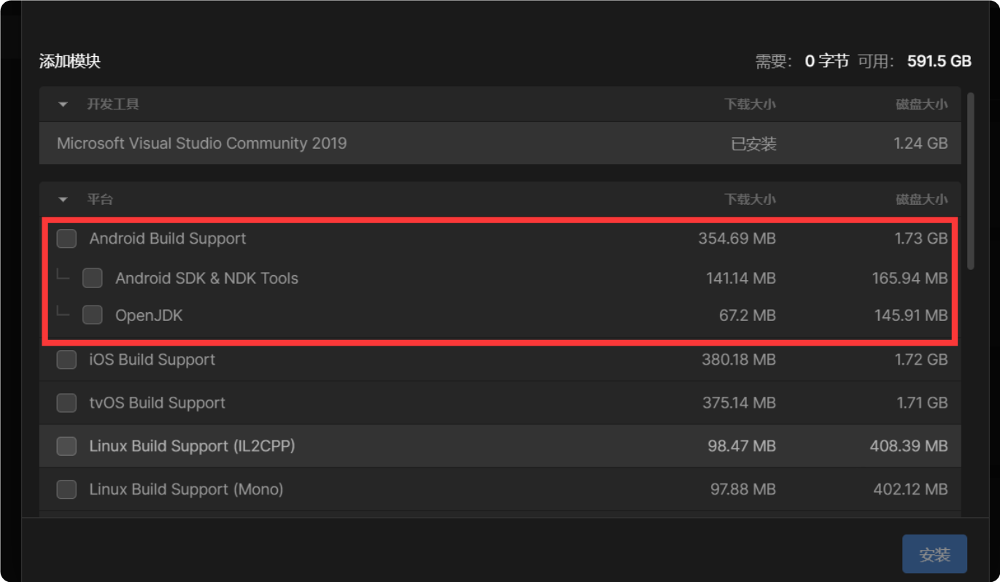 添加模块 需要： 0 字节 可用： 591.5 GB
开发工具 下载大小 磁盘大小
Microsoft Visual Studio Community 2019 已安装 1.24 GB
平台 下载大小 磁盘大小
Android Build Support 354.69 MB 1.73 GB
Android SDK & NDK Tools 141.14 MB 165.94 MB
OpenJDK 67.2 MB 145.91 MB
iOS Build Support 380.18 MB 1.72 GB
tvOS Build Support 375.14 MB 1.71 GB
Linux Build Support (IL2CPP) 98.47 MB 408.39 MB
Linux Build Support (Mono) 97.88 MB 402.12 MB
安装